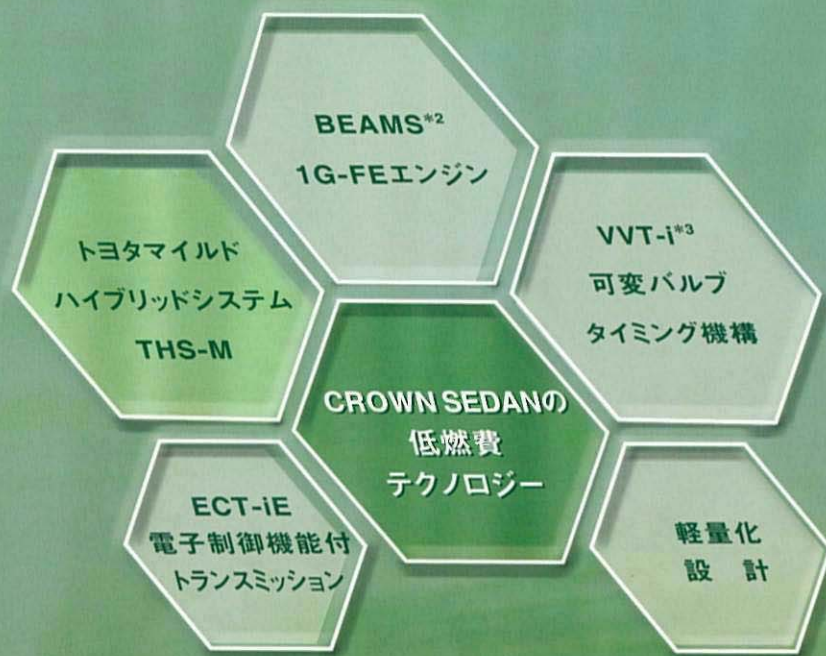 BEAMS*2
1G-FEエンジン
トヨタマイルド
ハイブリッドシステム
THS-M
VVT-i*3
可変バルブ
タイミング機構
CROWN SEDANの
低燃費
テクノロジー
ECT-iE
電子制御機能付
トランスミッション
軽量化
設 計